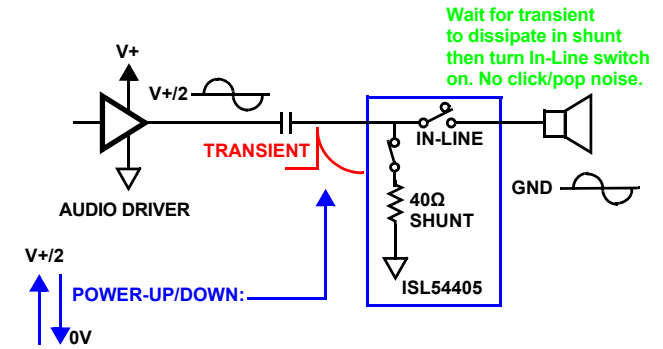 Wait for transient
to dissipate in shunt
then turn In-Line switch
on. No click/pop noise.
V+
V+/2
TRANSIENT
IN-LINE
AUDIO DRIVER
40Ω
SHUNT
GND
V+/2
POWER-UP/DOWN:
ISL54405
0V